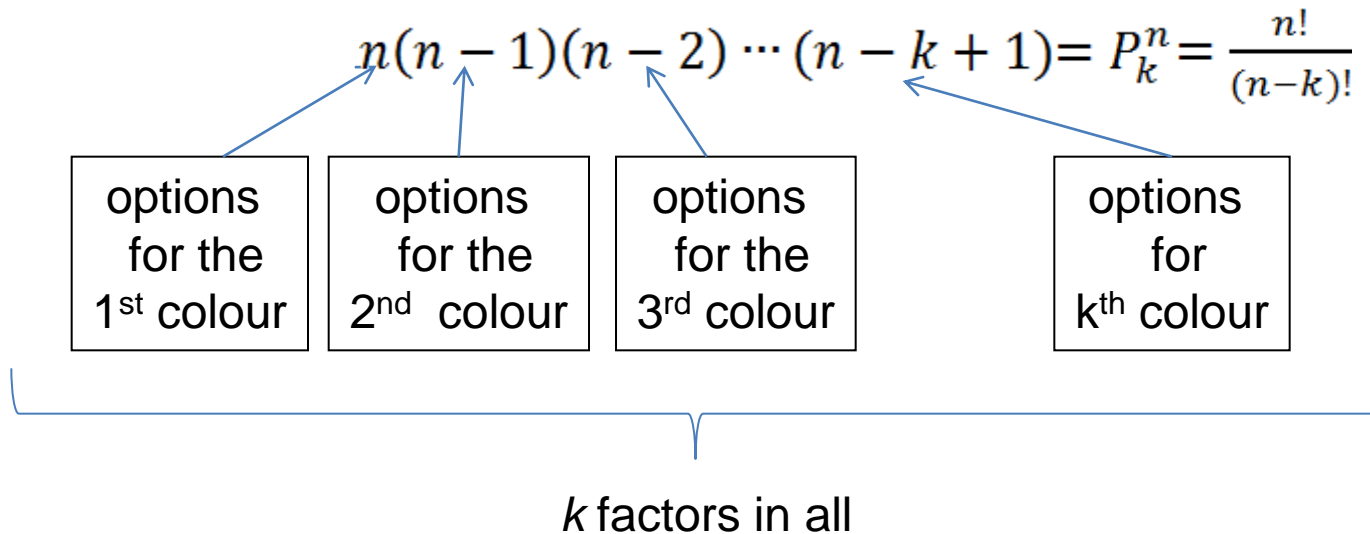 n(n − 1)(n − 2) ⋯ (n − k + 1)= Pₖⁿ= n!/(n−k)!
options
for the
1ˢᵗ colour
options
for the
2ⁿᵈ colour
options
for the
3ʳᵈ colour
options
for
kᵗʰ colour
k factors in all